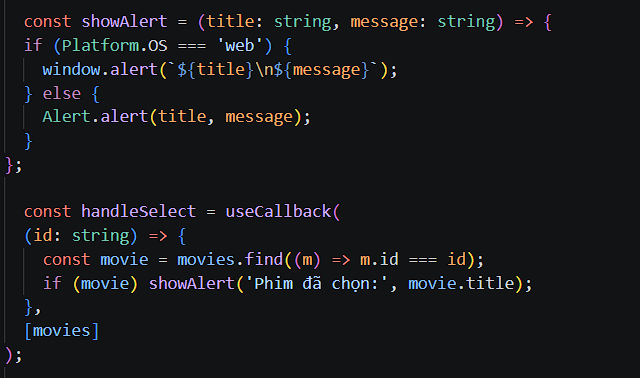 const showAlert = (title: string, message: string) => {
if (Platform.OS === 'web') {
window.alert(`${title}\n${message}`);
} else {
Alert.alert(title, message);
}
};
const handleSelect = useCallback(
(id: string) => {
const movie = movies.find((m) => m.id === id);
if (movie) showAlert('Phim đã chọn:', movie.title);
},
[movies]
);